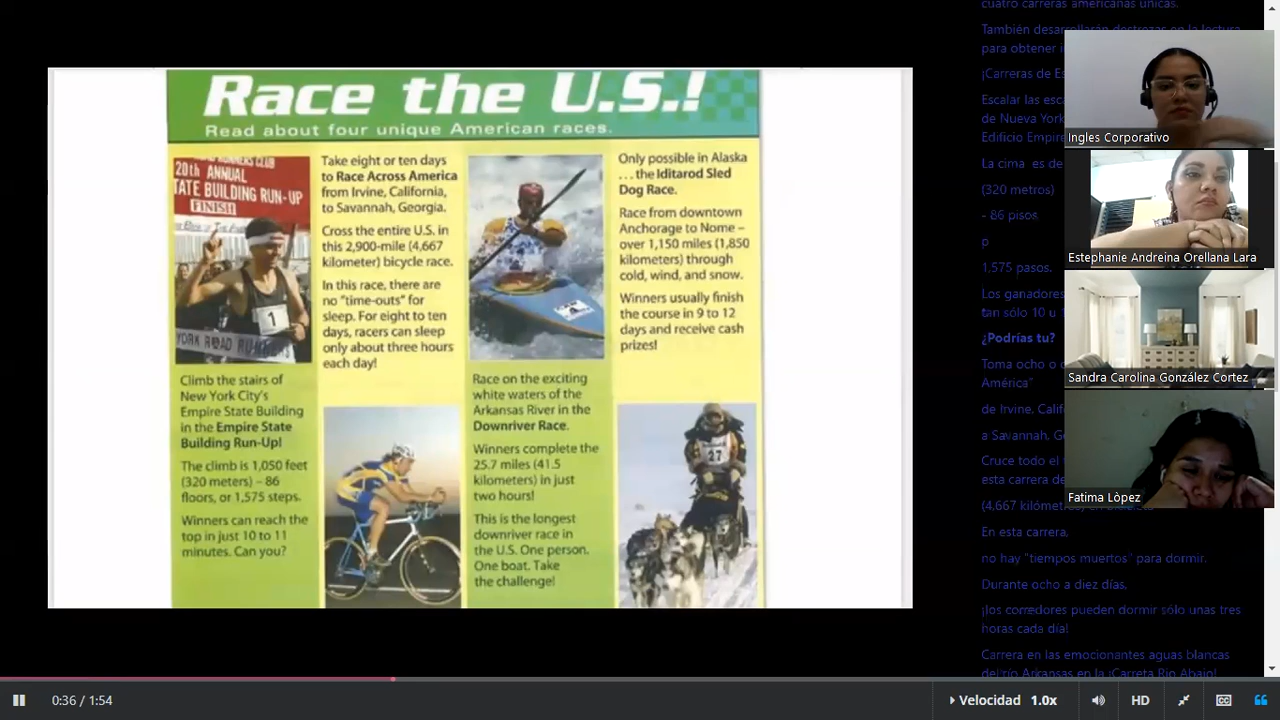 Race the U.S.!
Read about four unique American races.
20th ANNUAL
STATE BUILDING RUN-UP
FINISH
1
YORK ROAD RUNNERS
Climb the stairs of
New York City's
Empire State Building
in the Empire State
Building Run-Up!
The climb is 1,050 feet
(320 meters) – 86
floors, or 1,575 steps.
Winners can reach the
top in just 10 to 11
minutes. Can you?
Take eight or ten days
to Race Across America
from Irvine, California,
to Savannah, Georgia.
Cross the entire U.S. in
this 2,900-mile (4,667
kilometer) bicycle race.
In this race, there are
no "time-outs" for
sleep. For eight to ten
days, racers can sleep
only about three hours
each day!
Race on the exciting
white waters of the
Arkansas River in the
Downriver Race.
Winners complete the
25.7 miles (41.5
kilometers) in just
two hours!
This is the longest
downriver race in
the U.S. One person.
One boat. Take
the challenge!
Only possible in Alaska
. . . the Iditarod Sled
Dog Race.
Race from downtown
Anchorage to Nome –
over 1,150 miles (1,850
kilometers) through
cold, wind, and snow.
Winners usually finish
the course in 9 to 12
days and receive cash
prizes!
27
cuatro carreras americanas únicas.
También desarrollarán destrezas en la lectura
para obtener
¡Carreras de
Escalar las
de Nueva York
Edificio Empire
La cima es de
(320 metros)
- 86 pisos.
p
1,575 pasos.
Los ganadores
tan sólo 10 u
¿Podrías tu?
Toma ocho o
América"
de Irvine,
a Savannah,
Cruce todo el
esta carrera
(4,667
En esta carrera,
no hay "tiempos muertos" para dormir.
Durante ocho a diez días,
¡los corredores pueden dormir sólo unas tres
horas cada día!
Carrera en las emocionantes aguas blancas
del río Arkansas en la ¡Carreta Rio Abajo!
Ingles Corporativo
Estephanie Andreina Orellana Lara
Sandra Carolina González Cortez
Fatima Lòpez
0:36 / 1:54
Velocidad 1.0x
HD
CC